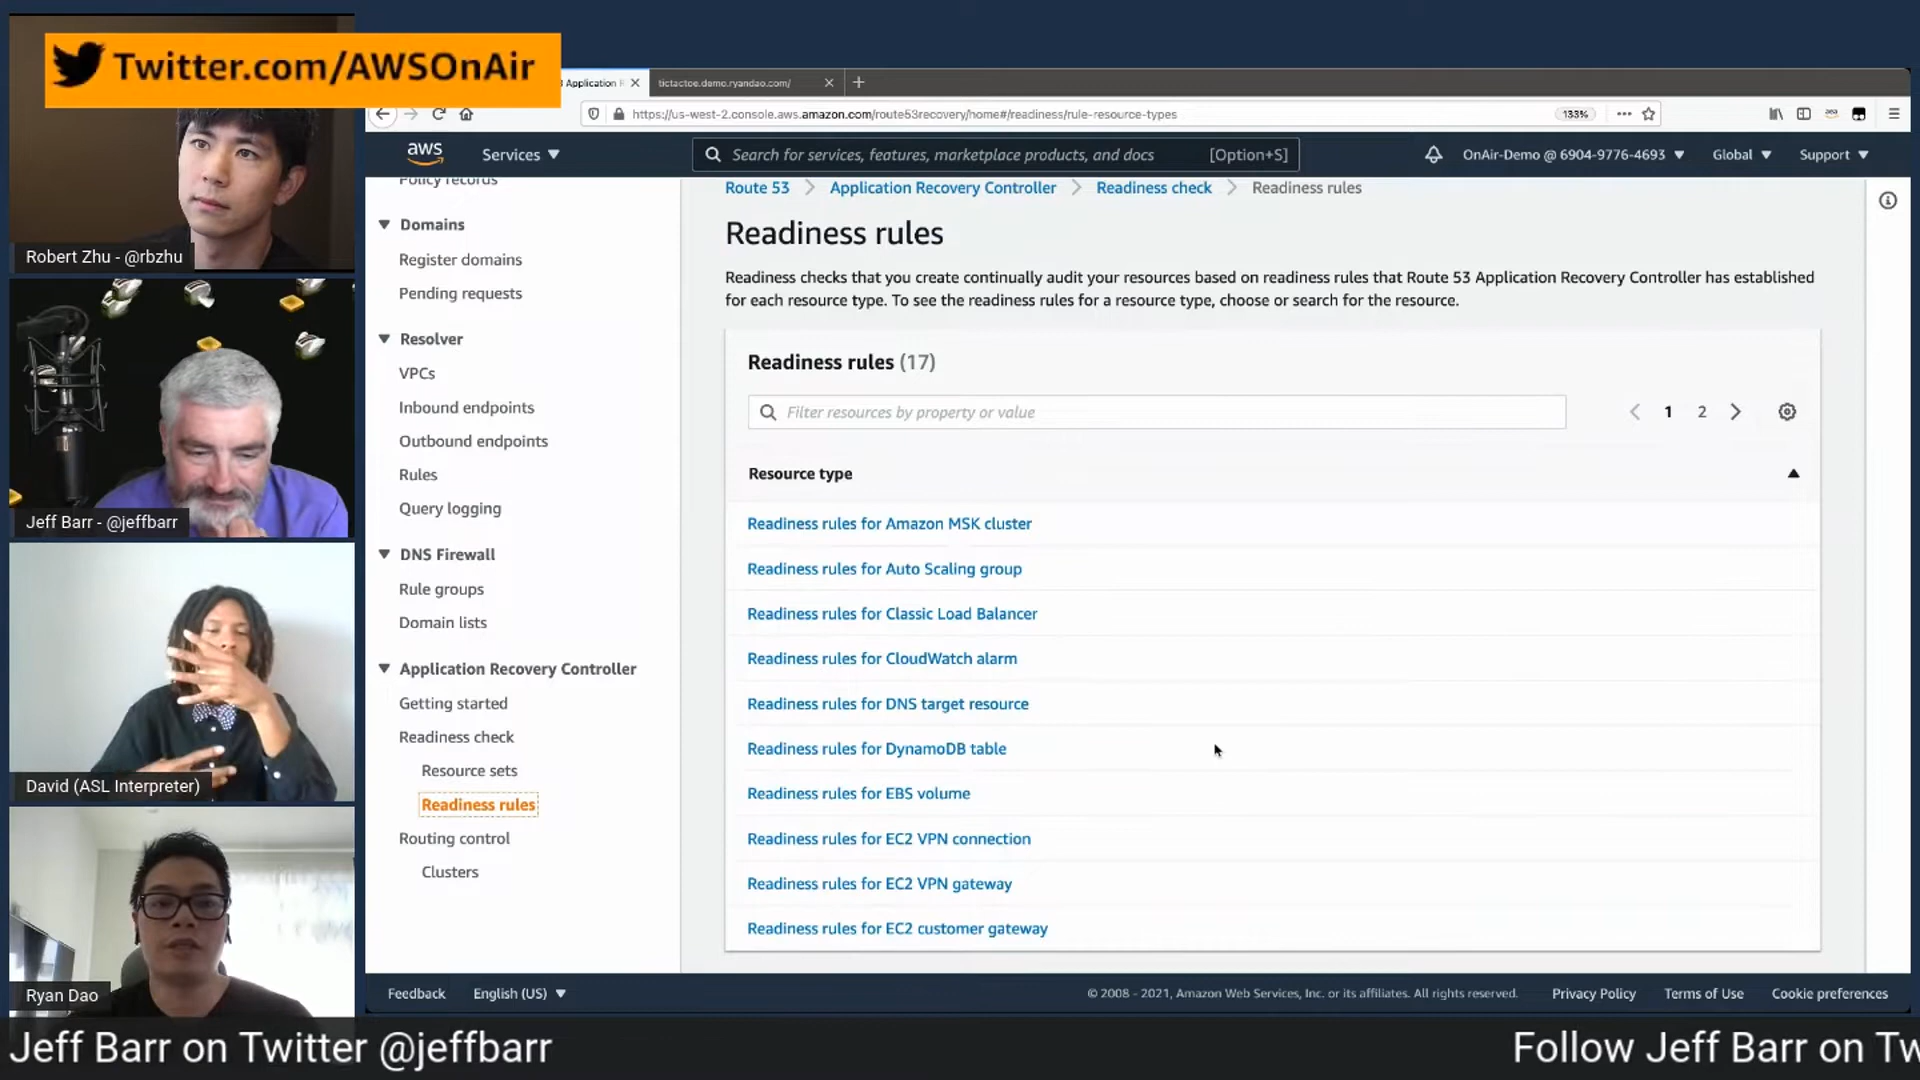 Twitter.com/AWSOnAir
Robert Zhu - @rbzhu
Jeff Barr - @jeffbarr
David (ASL Interpreter)
Ryan Dao
3 Application R
tictactoe.demo.ryandao.com/
https://us-west-2.console.aws.amazon.com/route53recovery/home#/readiness/rule-resource-types
133%
aws
Services
Search for services, features, marketplace products, and docs
[Option+S]
OnAir-Demo @ 6904-9776-4693
Global
Support
Policy records
Domains
Register domains
Pending requests
Resolver
VPCs
Inbound endpoints
Outbound endpoints
Rules
Query logging
DNS Firewall
Rule groups
Domain lists
Application Recovery Controller
Getting started
Readiness check
Resource sets
Readiness rules
Routing control
Clusters
Route 53
Application Recovery Controller
Readiness check
Readiness rules
Readiness rules
Readiness checks that you create continually audit your resources based on readiness rules that Route 53 Application Recovery Controller has established
for each resource type. To see the readiness rules for a resource type, choose or search for the resource.
Readiness rules (17)
Filter resources by property or value
1
2
Resource type
Readiness rules for Amazon MSK cluster
Readiness rules for Auto Scaling group
Readiness rules for Classic Load Balancer
Readiness rules for CloudWatch alarm
Readiness rules for DNS target resource
Readiness rules for DynamoDB table
Readiness rules for EBS volume
Readiness rules for EC2 VPN connection
Readiness rules for EC2 VPN gateway
Readiness rules for EC2 customer gateway
Feedback
English (US)
© 2008 - 2021, Amazon Web Services, Inc. or its affiliates. All rights reserved.
Privacy Policy
Terms of Use
Cookie preferences
Jeff Barr on Twitter @jeffbarr
Follow Jeff Barr on Tw